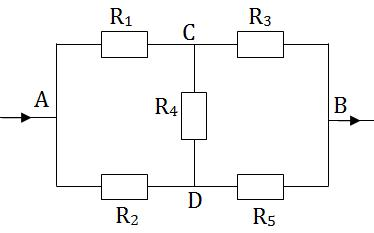 R₁ C R₃
A R₄ B
R₂ D R₅